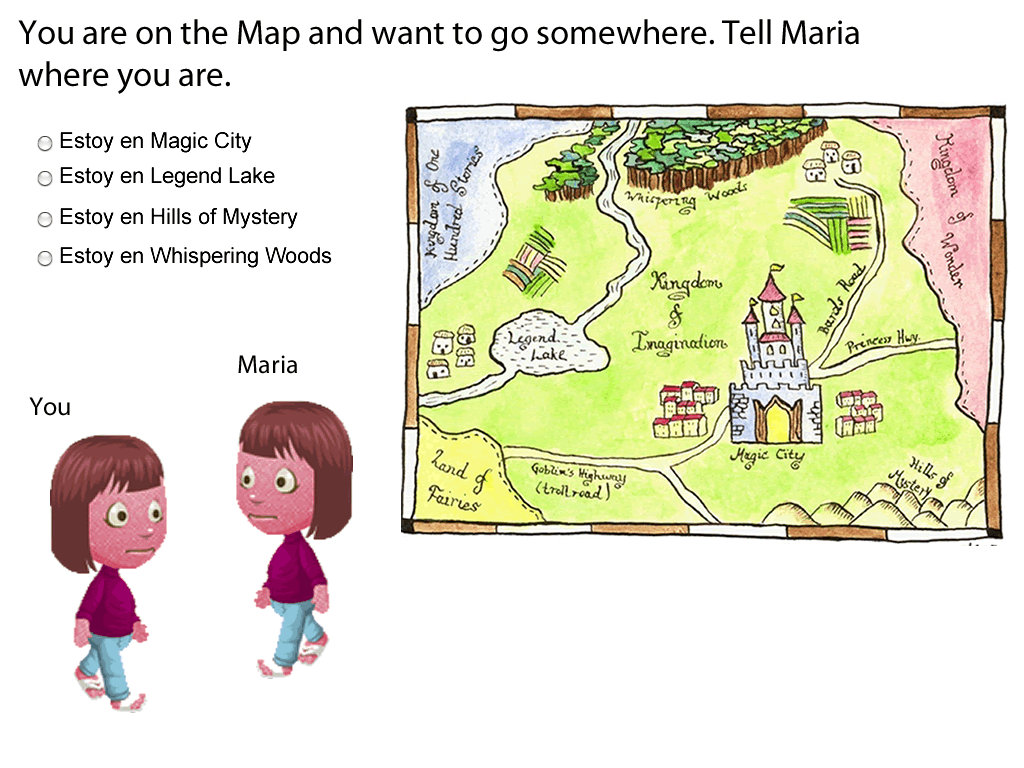 You are on the Map and want to go somewhere. Tell Maria
where you are.
Estoy en Magic City
Estoy en Legend Lake
Estoy en Hills of Mystery
Estoy en Whispering Woods
You
Maria
Kingdom of One
Hundred Stories
Whispering Woods
Kingdom of Wonder
Kingdom
of
Imagination
Bards Road
Princess Hwy.
Legend
Lake
Magic City
Land of
Fairies
Goblin's Highway
(troll road)
Hills of
Mystery